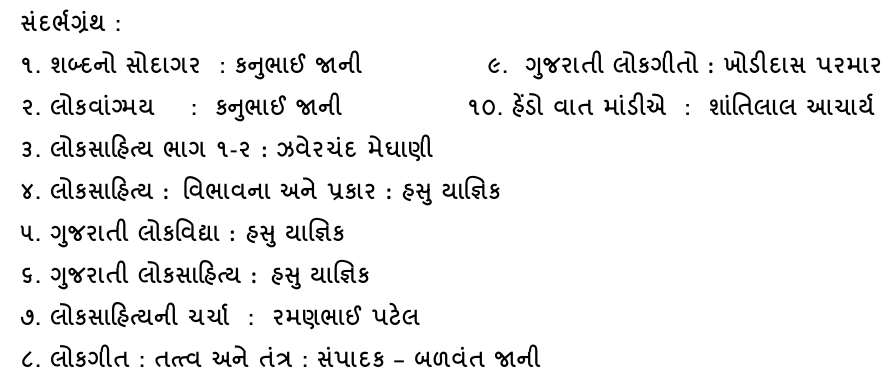 સંદર્ભગ્રંથ :
૧. શબ્દનો સોદાગર : કનુભાઈ જાની
૨. લોકવાંગ્મય : કનુભાઈ જાની
૩. લોકસાહિત્ય ભાગ ૧-૨ : ઝવેરચંદ મેઘાણી
૪. લોકસાહિત્ય : વિભાવના અને પ્રકાર : હસુ યાજ્ઞિક
૫. ગુજરાતી લોકવિદ્યા : હસુ યાજ્ઞિક
૬. ગુજરાતી લોકસાહિત્ય : હસુ યાજ્ઞિક
૭. લોકસાહિત્યની ચર્ચા : રમણભાઈ પટેલ
૮. લોકગીત : તત્ત્વ અને તંત્ર : સંપાદક – બળવંત જાની
૯. ગુજરાતી લોકગીતો : ખોડીદાસ પરમાર
૧૦. હેંડો વાત માંડીએ : શાંતિલાલ આચાર્ય